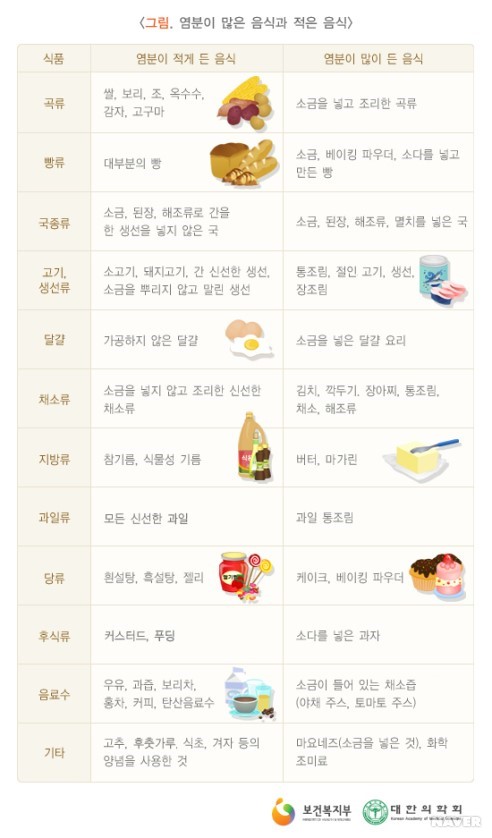 <그림. 염분이 많은 음식과 적은 음식>
식품 염분이 적게 든 음식 염분이 많이 든 음식
곡류
쌀, 보리, 조, 옥수수,
감자, 고구마
소금을 넣고 조리한 곡류
빵류
대부분의 빵
소금, 베이킹 파우더, 소다를 넣고
만든 빵
국종류
소금, 된장, 해조류로 간을
한 생선을 넣지 않은 국
소금, 된장, 해조류, 멸치를 넣은 국
고기,
생선류
소고기, 돼지고기, 간 신선한 생선,
소금을 뿌리지 않고 말린 생선
통조림, 절인 고기, 생선,
장조림
달걀
가공하지 않은 달걀
소금을 넣은 달걀 요리
채소류
소금을 넣지 않고 조리한 신선한
채소류
김치, 깍두기, 장아찌, 통조림,
채소, 해조류
지방류
참기름, 식물성 기름
버터, 마가린
과일류
모든 신선한 과일
과일 통조림
당류
흰설탕, 흑설탕, 젤리
케이크, 베이킹 파우더
후식류
커스터드, 푸딩
소다를 넣은 과자
음료수
우유, 과즙, 보리차,
홍차, 커피, 탄산음료수
소금이 들어 있는 채소즙
(야채 주스, 토마토 주스)
기타
고추, 후춧가루, 식초, 겨자 등의
양념을 사용한 것
마요네즈(소금을 넣은 것), 화학
조미료
보건복지부
대한의학회
NAVER